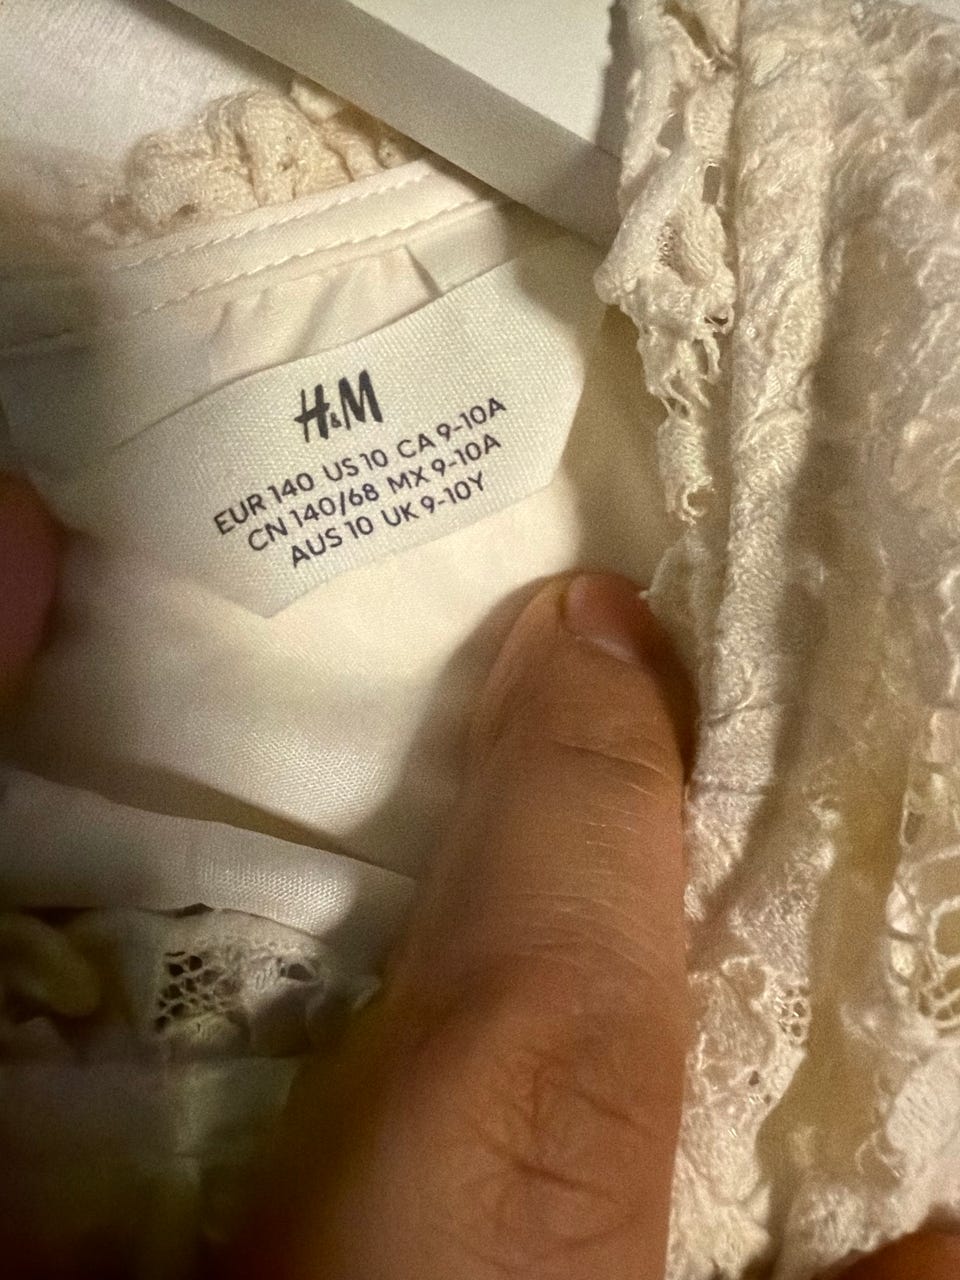 H&M
EUR 140 US 10 CA 9-10A
CN 140/68 MX 9-10A
AUS 10 UK 9-10Y